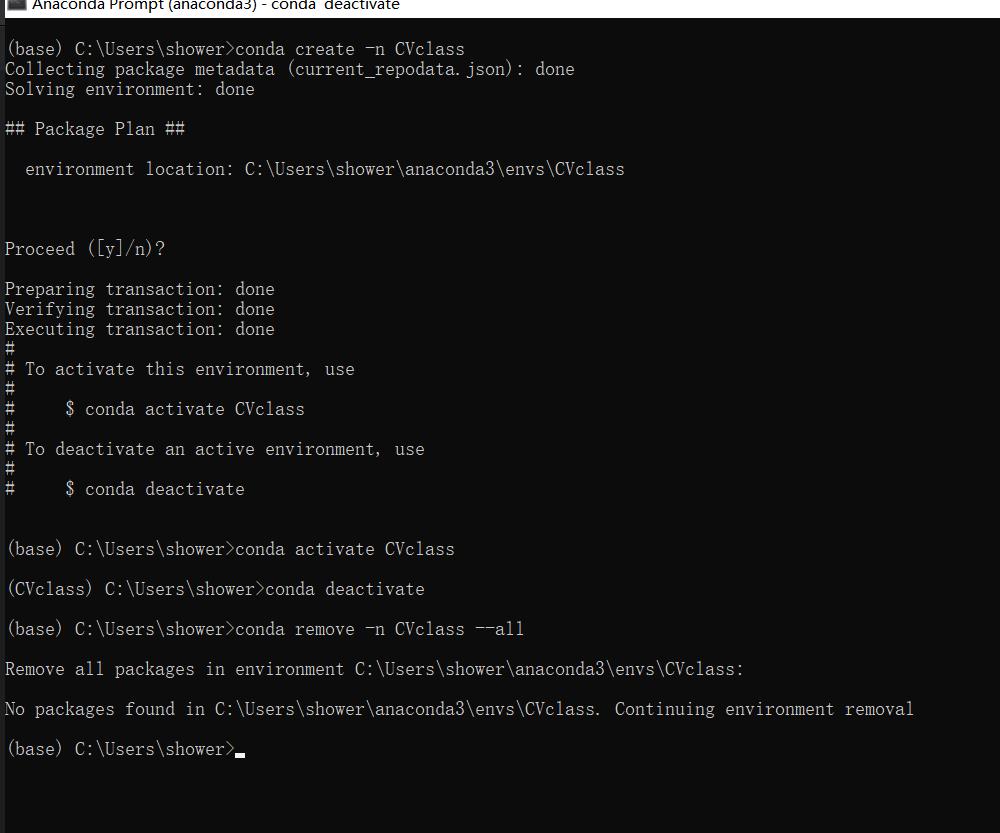 Anaconda Prompt (anaconda3) - conda  deactivate
(base) C:\Users\shower>conda create -n CVclass
Collecting package metadata (current_repodata.json): done
Solving environment: done
## Package Plan ##
environment location: C:\Users\shower\anaconda3\envs\CVclass
Proceed ([y]/n)?
Preparing transaction: done
Verifying transaction: done
Executing transaction: done
#
# To activate this environment, use
#
#     $ conda activate CVclass
#
# To deactivate an active environment, use
#
#     $ conda deactivate
(base) C:\Users\shower>conda activate CVclass
(CVclass) C:\Users\shower>conda deactivate
(base) C:\Users\shower>conda remove -n CVclass --all
Remove all packages in environment C:\Users\shower\anaconda3\envs\CVclass:
No packages found in C:\Users\shower\anaconda3\envs\CVclass. Continuing environment removal
(base) C:\Users\shower>